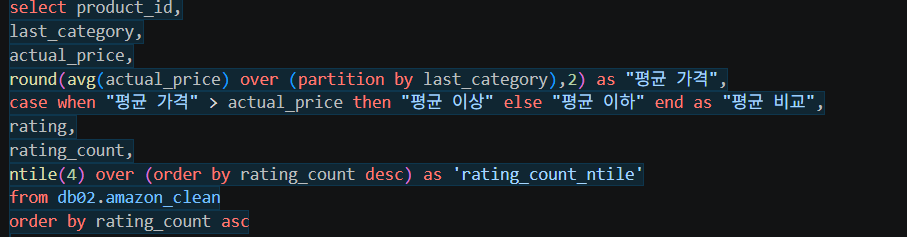 select product_id,
last_category,
actual_price,
round(avg(actual_price) over (partition by last_category),2) as "평균 가격",
case when "평균 가격" > actual_price then "평균 이상" else "평균 이하" end as "평균 비교",
rating,
rating_count,
ntile(4) over (order by rating_count desc) as 'rating_count_ntile'
from db02.amazon_clean
order by rating_count asc